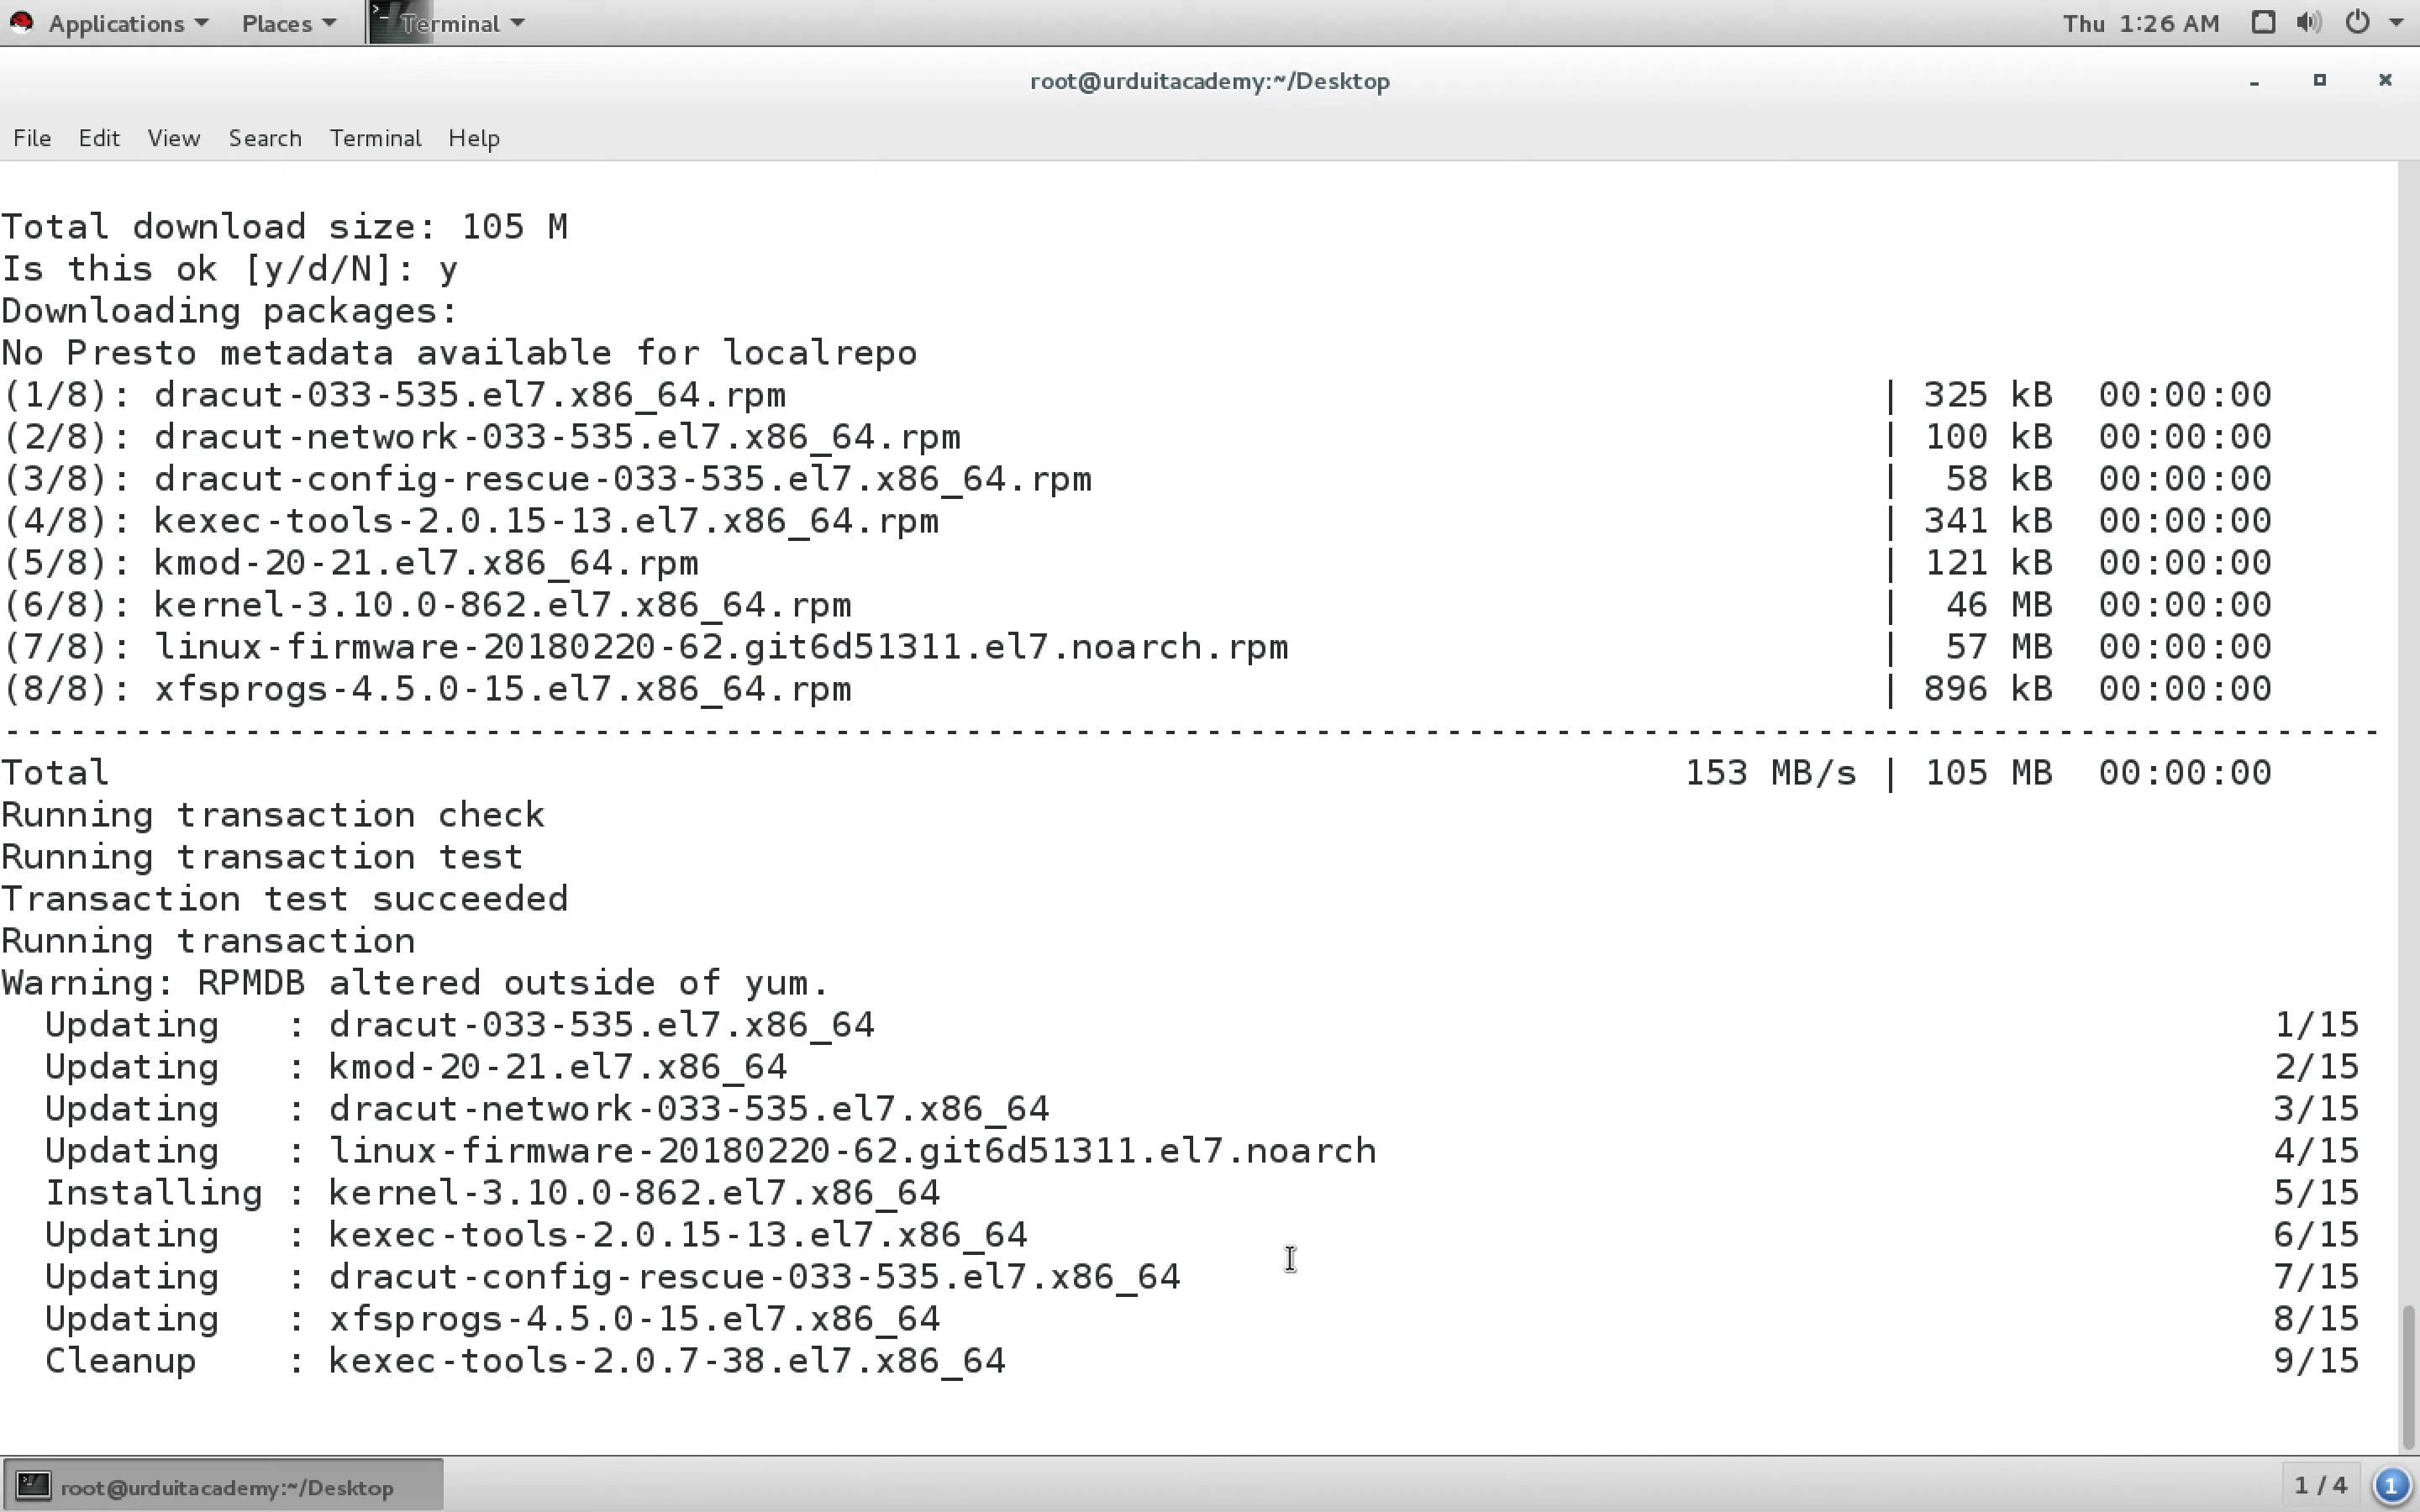 Applications Places Terminal Thu 1:26 AM
root@urduitacademy:~/Desktop
File Edit View Search Terminal Help
Total download size: 105 M
Is this ok [y/d/N]: y
Downloading packages:
No Presto metadata available for localrepo
(1/8): dracut-033-535.el7.x86_64.rpm | 325 kB 00:00:00
(2/8): dracut-network-033-535.el7.x86_64.rpm | 100 kB 00:00:00
(3/8): dracut-config-rescue-033-535.el7.x86_64.rpm | 58 kB 00:00:00
(4/8): kexec-tools-2.0.15-13.el7.x86_64.rpm | 341 kB 00:00:00
(5/8): kmod-20-21.el7.x86_64.rpm | 121 kB 00:00:00
(6/8): kernel-3.10.0-862.el7.x86_64.rpm | 46 MB 00:00:00
(7/8): linux-firmware-20180220-62.git6d51311.el7.noarch.rpm | 57 MB 00:00:00
(8/8): xfsprogs-4.5.0-15.el7.x86_64.rpm | 896 kB 00:00:00
--------------------------------------------------------------------------------
Total 153 MB/s | 105 MB 00:00:00
Running transaction check
Running transaction test
Transaction test succeeded
Running transaction
Warning: RPMDB altered outside of yum.
Updating : dracut-033-535.el7.x86_64 1/15
Updating : kmod-20-21.el7.x86_64 2/15
Updating : dracut-network-033-535.el7.x86_64 3/15
Updating : linux-firmware-20180220-62.git6d51311.el7.noarch 4/15
Installing : kernel-3.10.0-862.el7.x86_64 5/15
Updating : kexec-tools-2.0.15-13.el7.x86_64 6/15
Updating : dracut-config-rescue-033-535.el7.x86_64 7/15
Updating : xfsprogs-4.5.0-15.el7.x86_64 8/15
Cleanup : kexec-tools-2.0.7-38.el7.x86_64 9/15
root@urduitacademy:~/Desktop 1 / 4 1